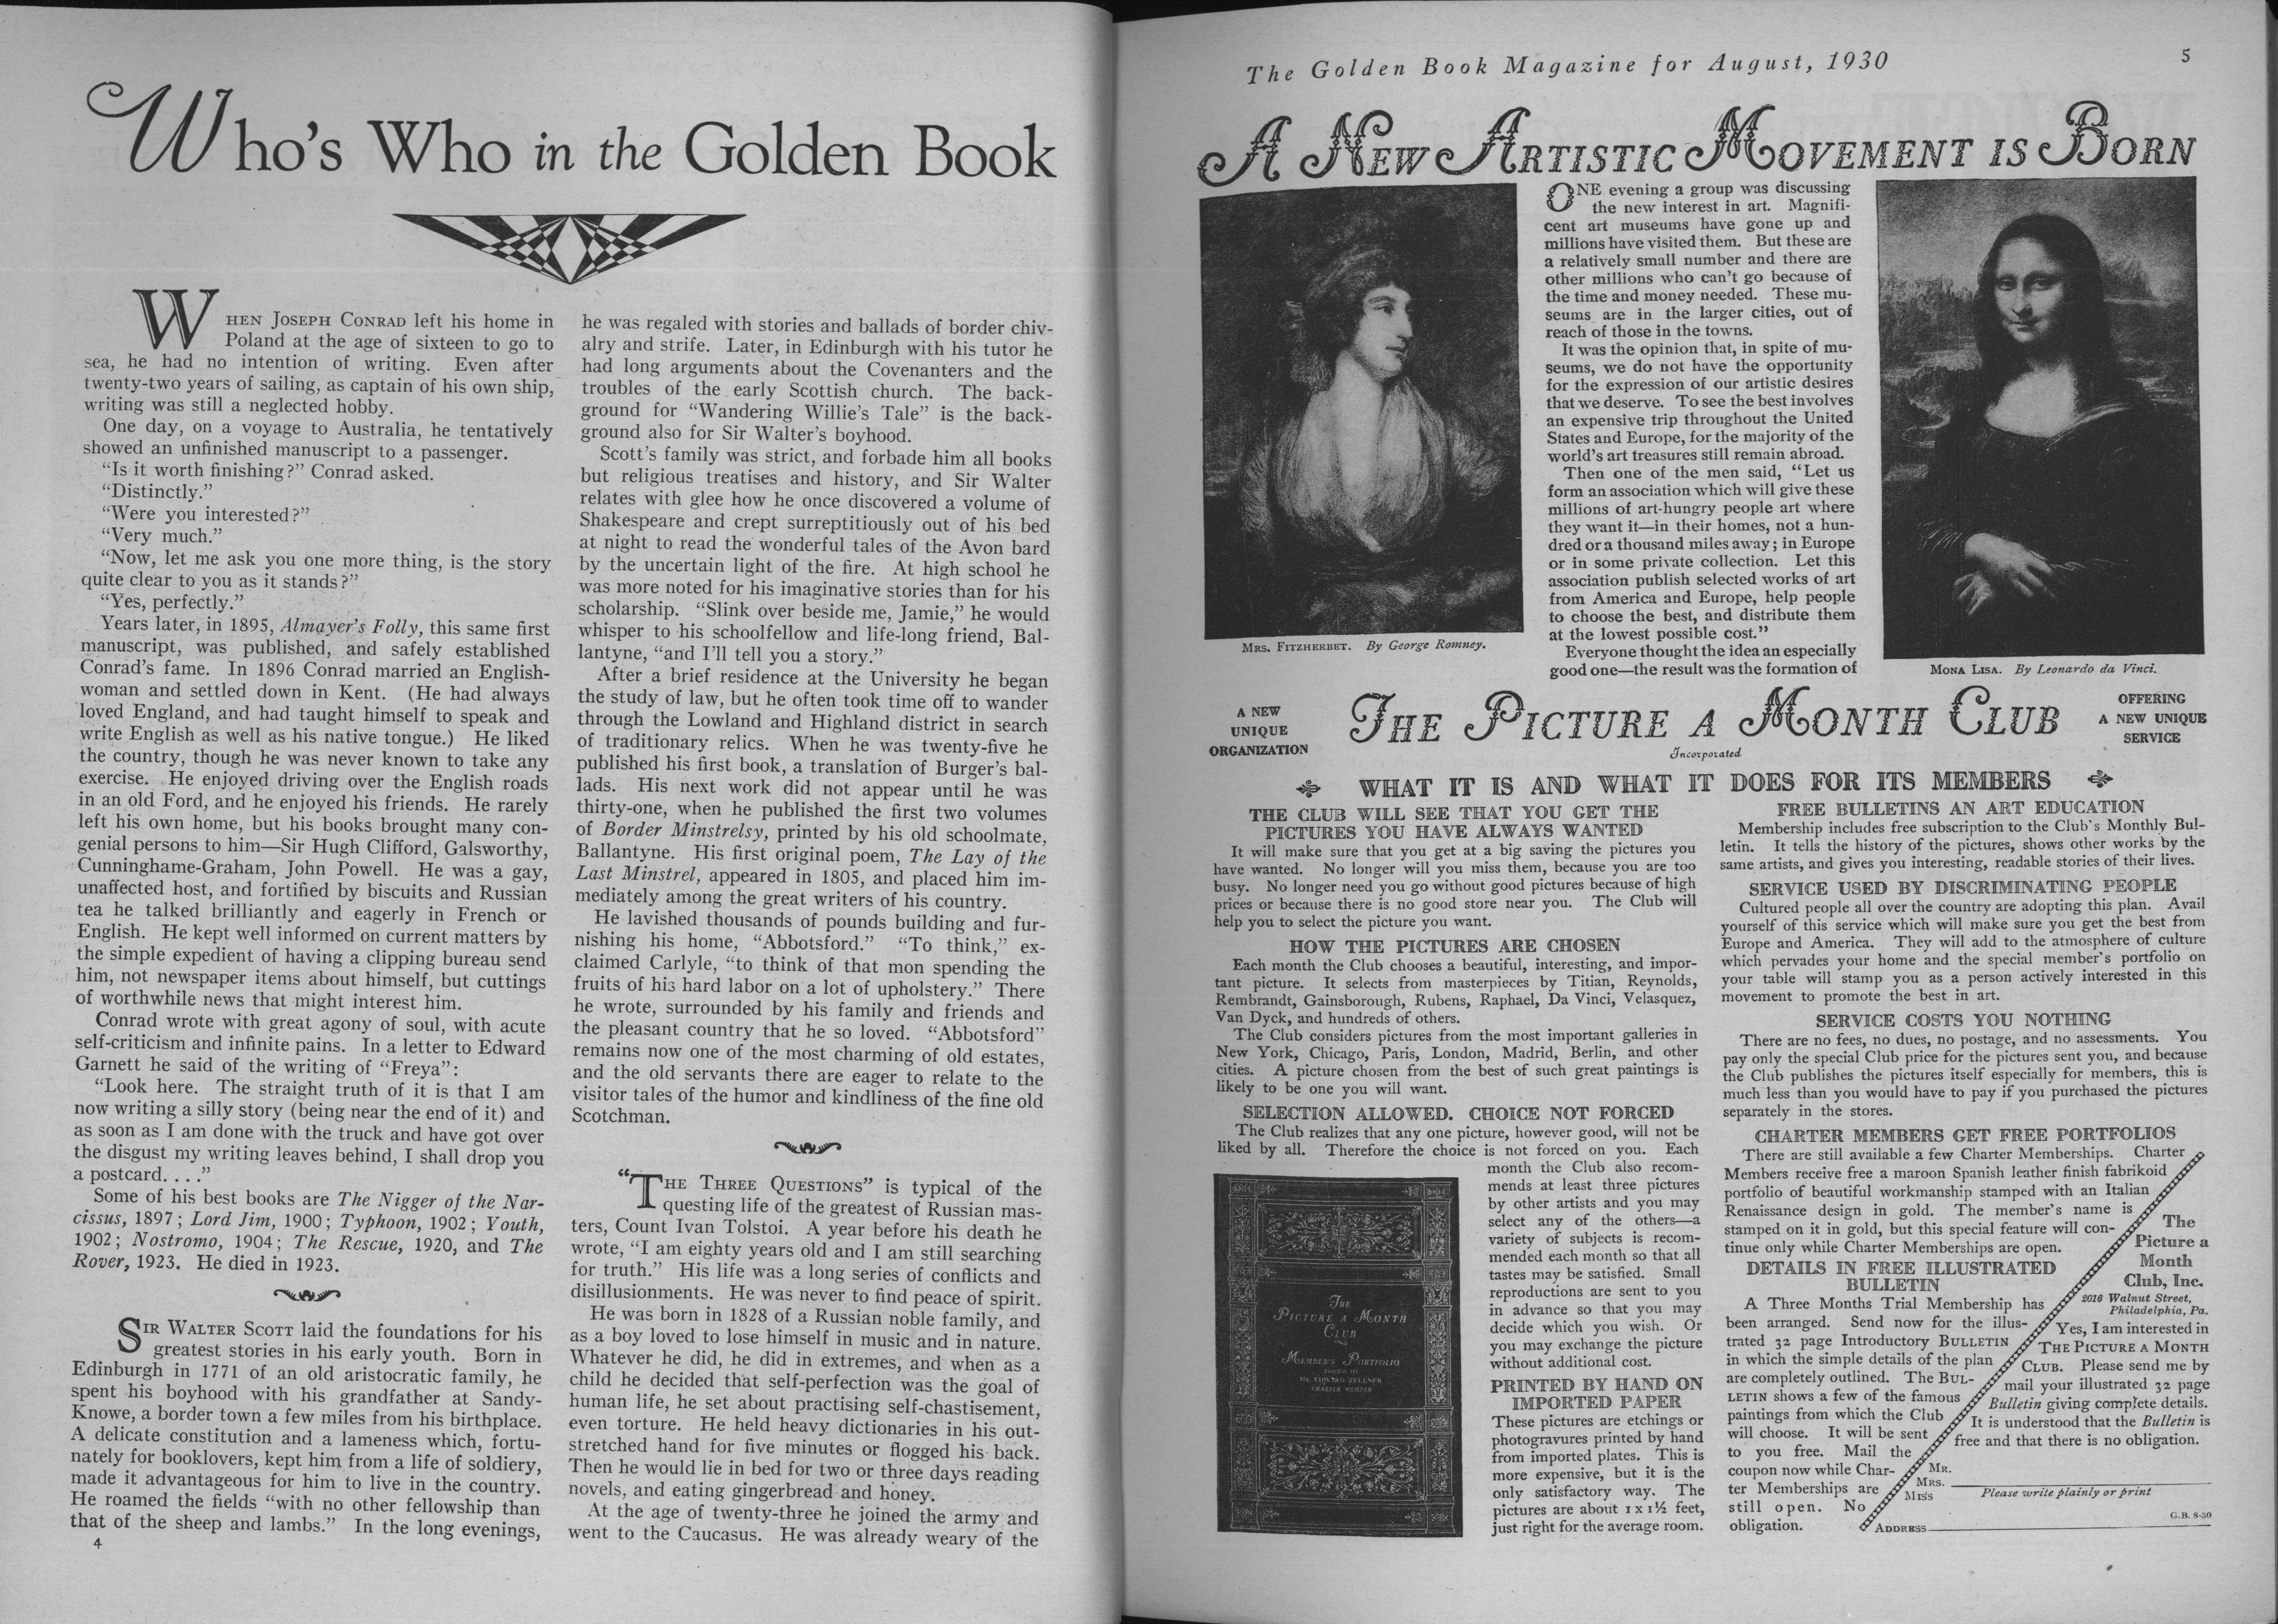 Who's Who in the Golden Book
WHEN JOSEPH CONRAD left his home in
Poland at the age of sixteen to go to
sea, he had no intention of writing. Even after
twenty-two years of sailing, as captain of his own ship,
writing was still a neglected hobby.
One day, on a voyage to Australia, he tentatively
showed an unfinished manuscript to a passenger.
"Is it worth finishing?" Conrad asked.
"Distinctly."
"Were you interested?"
"Very much."
"Now, let me ask you one more thing, is the story
quite clear to you as it stands?"
"Yes, perfectly."
Years later, in 1895, Almayer's Folly, this same first
manuscript, was published, and safely established
Conrad's fame. In 1896 Conrad married an English-
woman and settled down in Kent. (He had always
loved England, and had taught himself to speak and
write English as well as his native tongue.) He liked
the country, though he was never known to take any
exercise. He enjoyed driving over the English roads
in an old Ford, and he enjoyed his friends. He rarely
left his own home, but his books brought many con-
genial persons to him—Sir Hugh Clifford, Galsworthy,
Cunninghame-Graham, John Powell. He was a gay,
unaffected host, and fortified by biscuits and Russian
tea he talked brilliantly and eagerly in French or
English. He kept well informed on current matters by
the simple expedient of having a clipping bureau send
him, not newspaper items about himself, but cuttings
of worthwhile news that might interest him.
Conrad wrote with great agony of soul, with acute
self-criticism and infinite pains. In a letter to Edward
Garnett he said of the writing of "Freya":
"Look here. The straight truth of it is that I am
now writing a silly story (being near the end of it) and
as soon as I am done with the truck and have got over
the disgust my writing leaves behind, I shall drop you
a postcard. . . ."
Some of his best books are The Nigger of the Nar-
cissus, 1897; Lord Jim, 1900; Typhoon, 1902; Youth,
1902; Nostromo, 1904; The Rescue, 1920, and The
Rover, 1923. He died in 1923.
SIR WALTER SCOTT laid the foundations for his
greatest stories in his early youth. Born in
Edinburgh in 1771 of an old aristocratic family, he
spent his boyhood with his grandfather at Sandy-
Knowe, a border town a few miles from his birthplace.
A delicate constitution and a lameness which, fortu-
nately for booklovers, kept him from a life of soldiery,
made it advantageous for him to live in the country.
He roamed the fields "with no other fellowship than
that of the sheep and lambs." In the long evenings,
4
he was regaled with stories and ballads of border chiv-
alry and strife. Later, in Edinburgh with his tutor he
had long arguments about the Covenanters and the
troubles of the early Scottish church. The back-
ground for "Wandering Willie's Tale" is the back-
ground also for Sir Walter's boyhood.
Scott's family was strict, and forbade him all books
but religious treatises and history, and Sir Walter
relates with glee how he once discovered a volume of
Shakespeare and crept surreptitiously out of his bed
at night to read the wonderful tales of the Avon bard
by the uncertain light of the fire. At high school he
was more noted for his imaginative stories than for his
scholarship. "Slink over beside me, Jamie," he would
whisper to his schoolfellow and life-long friend, Bal-
lantyne, "and I'll tell you a story."
After a brief residence at the University he began
the study of law, but he often took time off to wander
through the Lowland and Highland district in search
of traditionary relics. When he was twenty-five he
published his first book, a translation of Burger's bal-
lads. His next work did not appear until he was
thirty-one, when he published the first two volumes
of Border Minstrelsy, printed by his old schoolmate,
Ballantyne. His first original poem, The Lay of the
Last Minstrel, appeared in 1805, and placed him im-
mediately among the great writers of his country.
He lavished thousands of pounds building and fur-
nishing his home, "Abbotsford." "To think," ex-
claimed Carlyle, "to think of that mon spending the
fruits of his hard labor on a lot of upholstery." There
he wrote, surrounded by his family and friends and
the pleasant country that he so loved. "Abbotsford"
remains now one of the most charming of old estates,
and the old servants there are eager to relate to the
visitor tales of the humor and kindliness of the fine old
Scotchman.
"THE THREE QUESTIONS" is typical of the
questing life of the greatest of Russian mas-
ters, Count Ivan Tolstoi. A year before his death he
wrote, "I am eighty years old and I am still searching
for truth." His life was a long series of conflicts and
disillusionments. He was never to find peace of spirit.
He was born in 1828 of a Russian noble family, and
as a boy loved to lose himself in music and in nature.
Whatever he did, he did in extremes, and when as a
child he decided that self-perfection was the goal of
human life, he set about practising self-chastisement,
even torture. He held heavy dictionaries in his out-
stretched hand for five minutes or flogged his back.
Then he would lie in bed for two or three days reading
novels, and eating gingerbread and honey.
At the age of twenty-three he joined the army and
went to the Caucasus. He was already weary of the
The Golden Book Magazine for August, 1930
5
A NEW ARTISTIC MOVEMENT IS BORN
MRS. FITZHERBET. By George Romney.
ONE evening a group was discussing
the new interest in art. Magnifi-
cent art museums have gone up and
millions have visited them. But these are
a relatively small number and there are
other millions who can't go because of
the time and money needed. These mu-
seums are in the larger cities, out of
reach of those in the towns.
It was the opinion that, in spite of mu-
seums, we do not have the opportunity
for the expression of our artistic desires
that we deserve. To see the best involves
an expensive trip throughout the United
States and Europe, for the majority of the
world's art treasures still remain abroad.
Then one of the men said, "Let us
form an association which will give these
millions of art-hungry people art where
they want it—in their homes, not a hun-
dred or a thousand miles away; in Europe
or in some private collection. Let this
association publish selected works of art
from America and Europe, help people
to choose the best, and distribute them
at the lowest possible cost."
Everyone thought the idea an especially
good one—the result was the formation of
MONA LISA. By Leonardo da Vinci.
A NEW
UNIQUE
ORGANIZATION
THE PICTURE A MONTH CLUB
Incorporated
OFFERING
A NEW UNIQUE
SERVICE
WHAT IT IS AND WHAT IT DOES FOR ITS MEMBERS
THE CLUB WILL SEE THAT YOU GET THE
PICTURES YOU HAVE ALWAYS WANTED
It will make sure that you get at a big saving the pictures you
have wanted. No longer will you miss them, because you are too
busy. No longer need you go without good pictures because of high
prices or because there is no good store near you. The Club will
help you to select the picture you want.
HOW THE PICTURES ARE CHOSEN
Each month the Club chooses a beautiful, interesting, and impor-
tant picture. It selects from masterpieces by Titian, Reynolds,
Rembrandt, Gainsborough, Rubens, Raphael, Da Vinci, Velasquez,
Van Dyck, and hundreds of others.
The Club considers pictures from the most important galleries in
New York, Chicago, Paris, London, Madrid, Berlin, and other
cities. A picture chosen from the best of such great paintings is
likely to be one you will want.
SELECTION ALLOWED. CHOICE NOT FORCED
The Club realizes that any one picture, however good, will not be
liked by all. Therefore the choice is not forced on you. Each
month the Club also recom-
mends at least three pictures
by other artists and you may
select any of the others—a
variety of subjects is recom-
mended each month so that all
tastes may be satisfied. Small
reproductions are sent to you
in advance so that you may
decide which you wish. Or
you may exchange the picture
without additional cost.
PRINTED BY HAND ON
IMPORTED PAPER
These pictures are etchings or
photogravures printed by hand
from imported plates. This is
more expensive, but it is the
only satisfactory way. The
pictures are about 1 x 1½ feet,
just right for the average room.
THE
PICTURE A MONTH
CLUB
MEMBER'S PORTFOLIO
ISSUED TO
MR. EDWARD ZELLNER
CHARTER MEMBER
FREE BULLETINS AN ART EDUCATION
Membership includes free subscription to the Club's Monthly Bul-
letin. It tells the history of the pictures, shows other works by the
same artists, and gives you interesting, readable stories of their lives.
SERVICE USED BY DISCRIMINATING PEOPLE
Cultured people all over the country are adopting this plan. Avail
yourself of this service which will make sure you get the best from
Europe and America. They will add to the atmosphere of culture
which pervades your home and the special member's portfolio on
your table will stamp you as a person actively interested in this
movement to promote the best in art.
SERVICE COSTS YOU NOTHING
There are no fees, no dues, no postage, and no assessments. You
pay only the special Club price for the pictures sent you, and because
the Club publishes the pictures itself especially for members, this is
much less than you would have to pay if you purchased the pictures
separately in the stores.
CHARTER MEMBERS GET FREE PORTFOLIOS
There are still available a few Charter Memberships. Charter
Members receive free a maroon Spanish leather finish fabrikoid
portfolio of beautiful workmanship stamped with an Italian
Renaissance design in gold. The member's name is
stamped on it in gold, but this special feature will con-
tinue only while Charter Memberships are open.
DETAILS IN FREE ILLUSTRATED
BULLETIN
A Three Months Trial Membership has
been arranged. Send now for the illus-
trated 32 page Introductory BULLETIN
in which the simple details of the plan
are completely outlined. The BUL-
LETIN shows a few of the famous
paintings from which the Club
will choose. It will be sent
to you free. Mail the
coupon now while Char-
ter Memberships are
still open. No
obligation.
The
Picture a
Month
Club, Inc.
2016 Walnut Street,
Philadelphia, Pa.
Yes, I am interested in
THE PICTURE A MONTH
CLUB. Please send me by
mail your illustrated 32 page
Bulletin giving complete details.
It is understood that the Bulletin is
free and that there is no obligation.
MR.
MRS.
MISS
Please write plainly or print
ADDRESS
G.B. 8-30